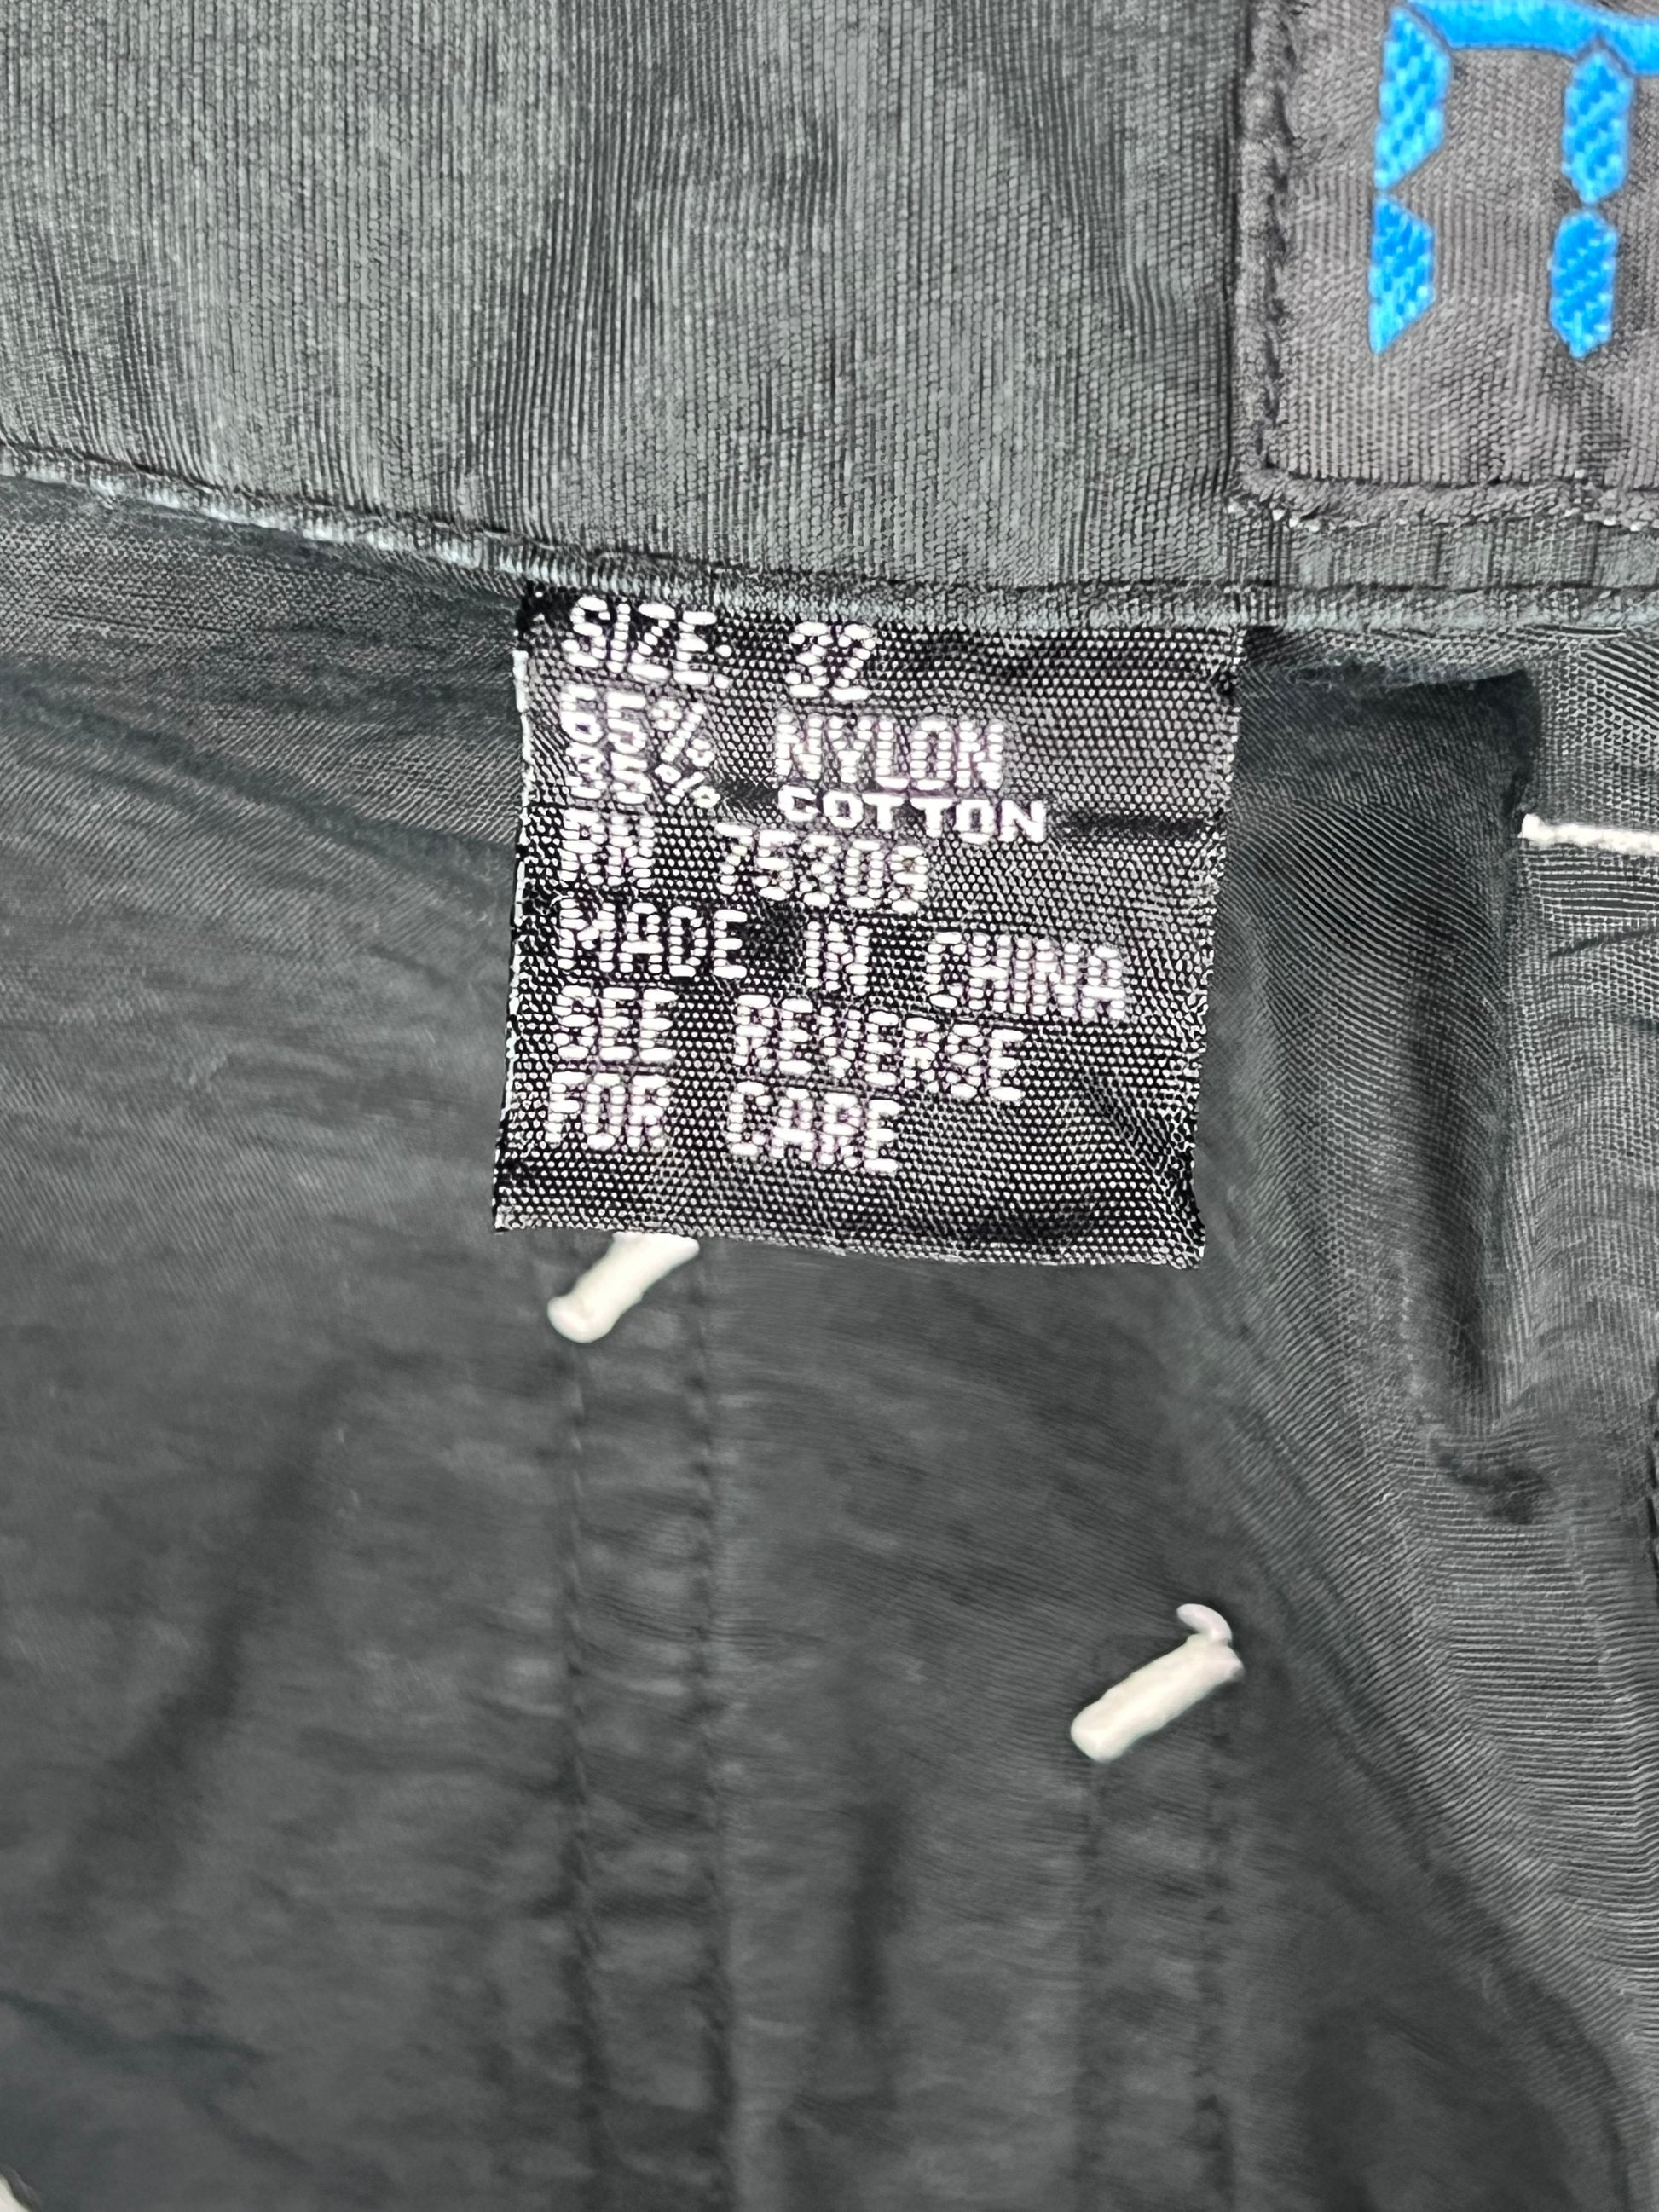 SIZE: 32
65% NYLON
35% COTTON
RN 75309
MADE IN CHINA
SEE REVERSE
FOR CARE